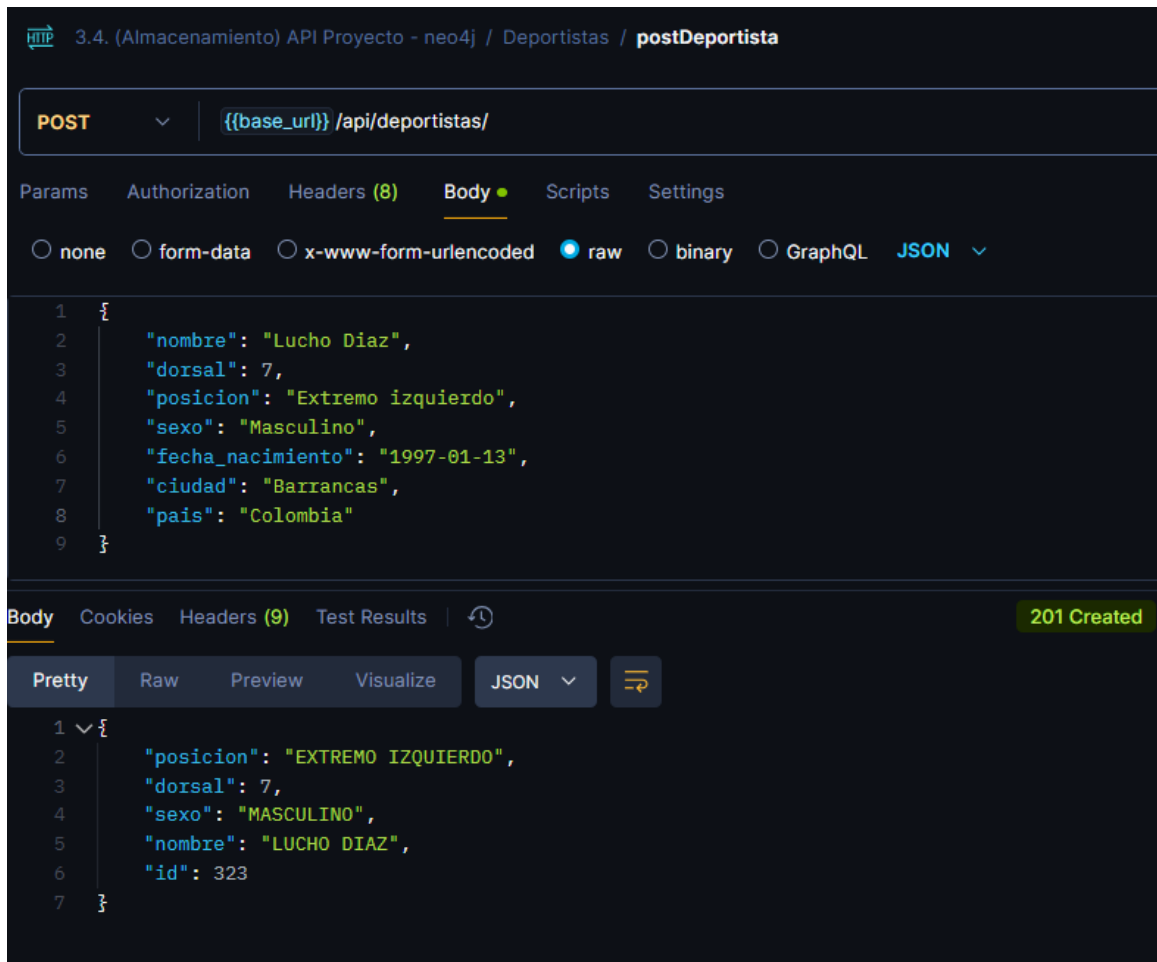 HTTP 3.4. (Almacenamiento) API Proyecto - neo4j / Deportistas / postDeportista
POST {{base_url}} /api/deportistas/
Params Authorization Headers (8) Body Scripts Settings
none form-data x-www-form-urlencoded raw binary GraphQL JSON
1 {
2 "nombre": "Lucho Diaz",
3 "dorsal": 7,
4 "posicion": "Extremo izquierdo",
5 "sexo": "Masculino",
6 "fecha_nacimiento": "1997-01-13",
7 "ciudad": "Barrancas",
8 "pais": "Colombia"
9 }
Body Cookies Headers (9) Test Results 201 Created
Pretty Raw Preview Visualize JSON
1 {
2 "posicion": "EXTREMO IZQUIERDO",
3 "dorsal": 7,
4 "sexo": "MASCULINO",
5 "nombre": "LUCHO DIAZ",
6 "id": 323
7 }